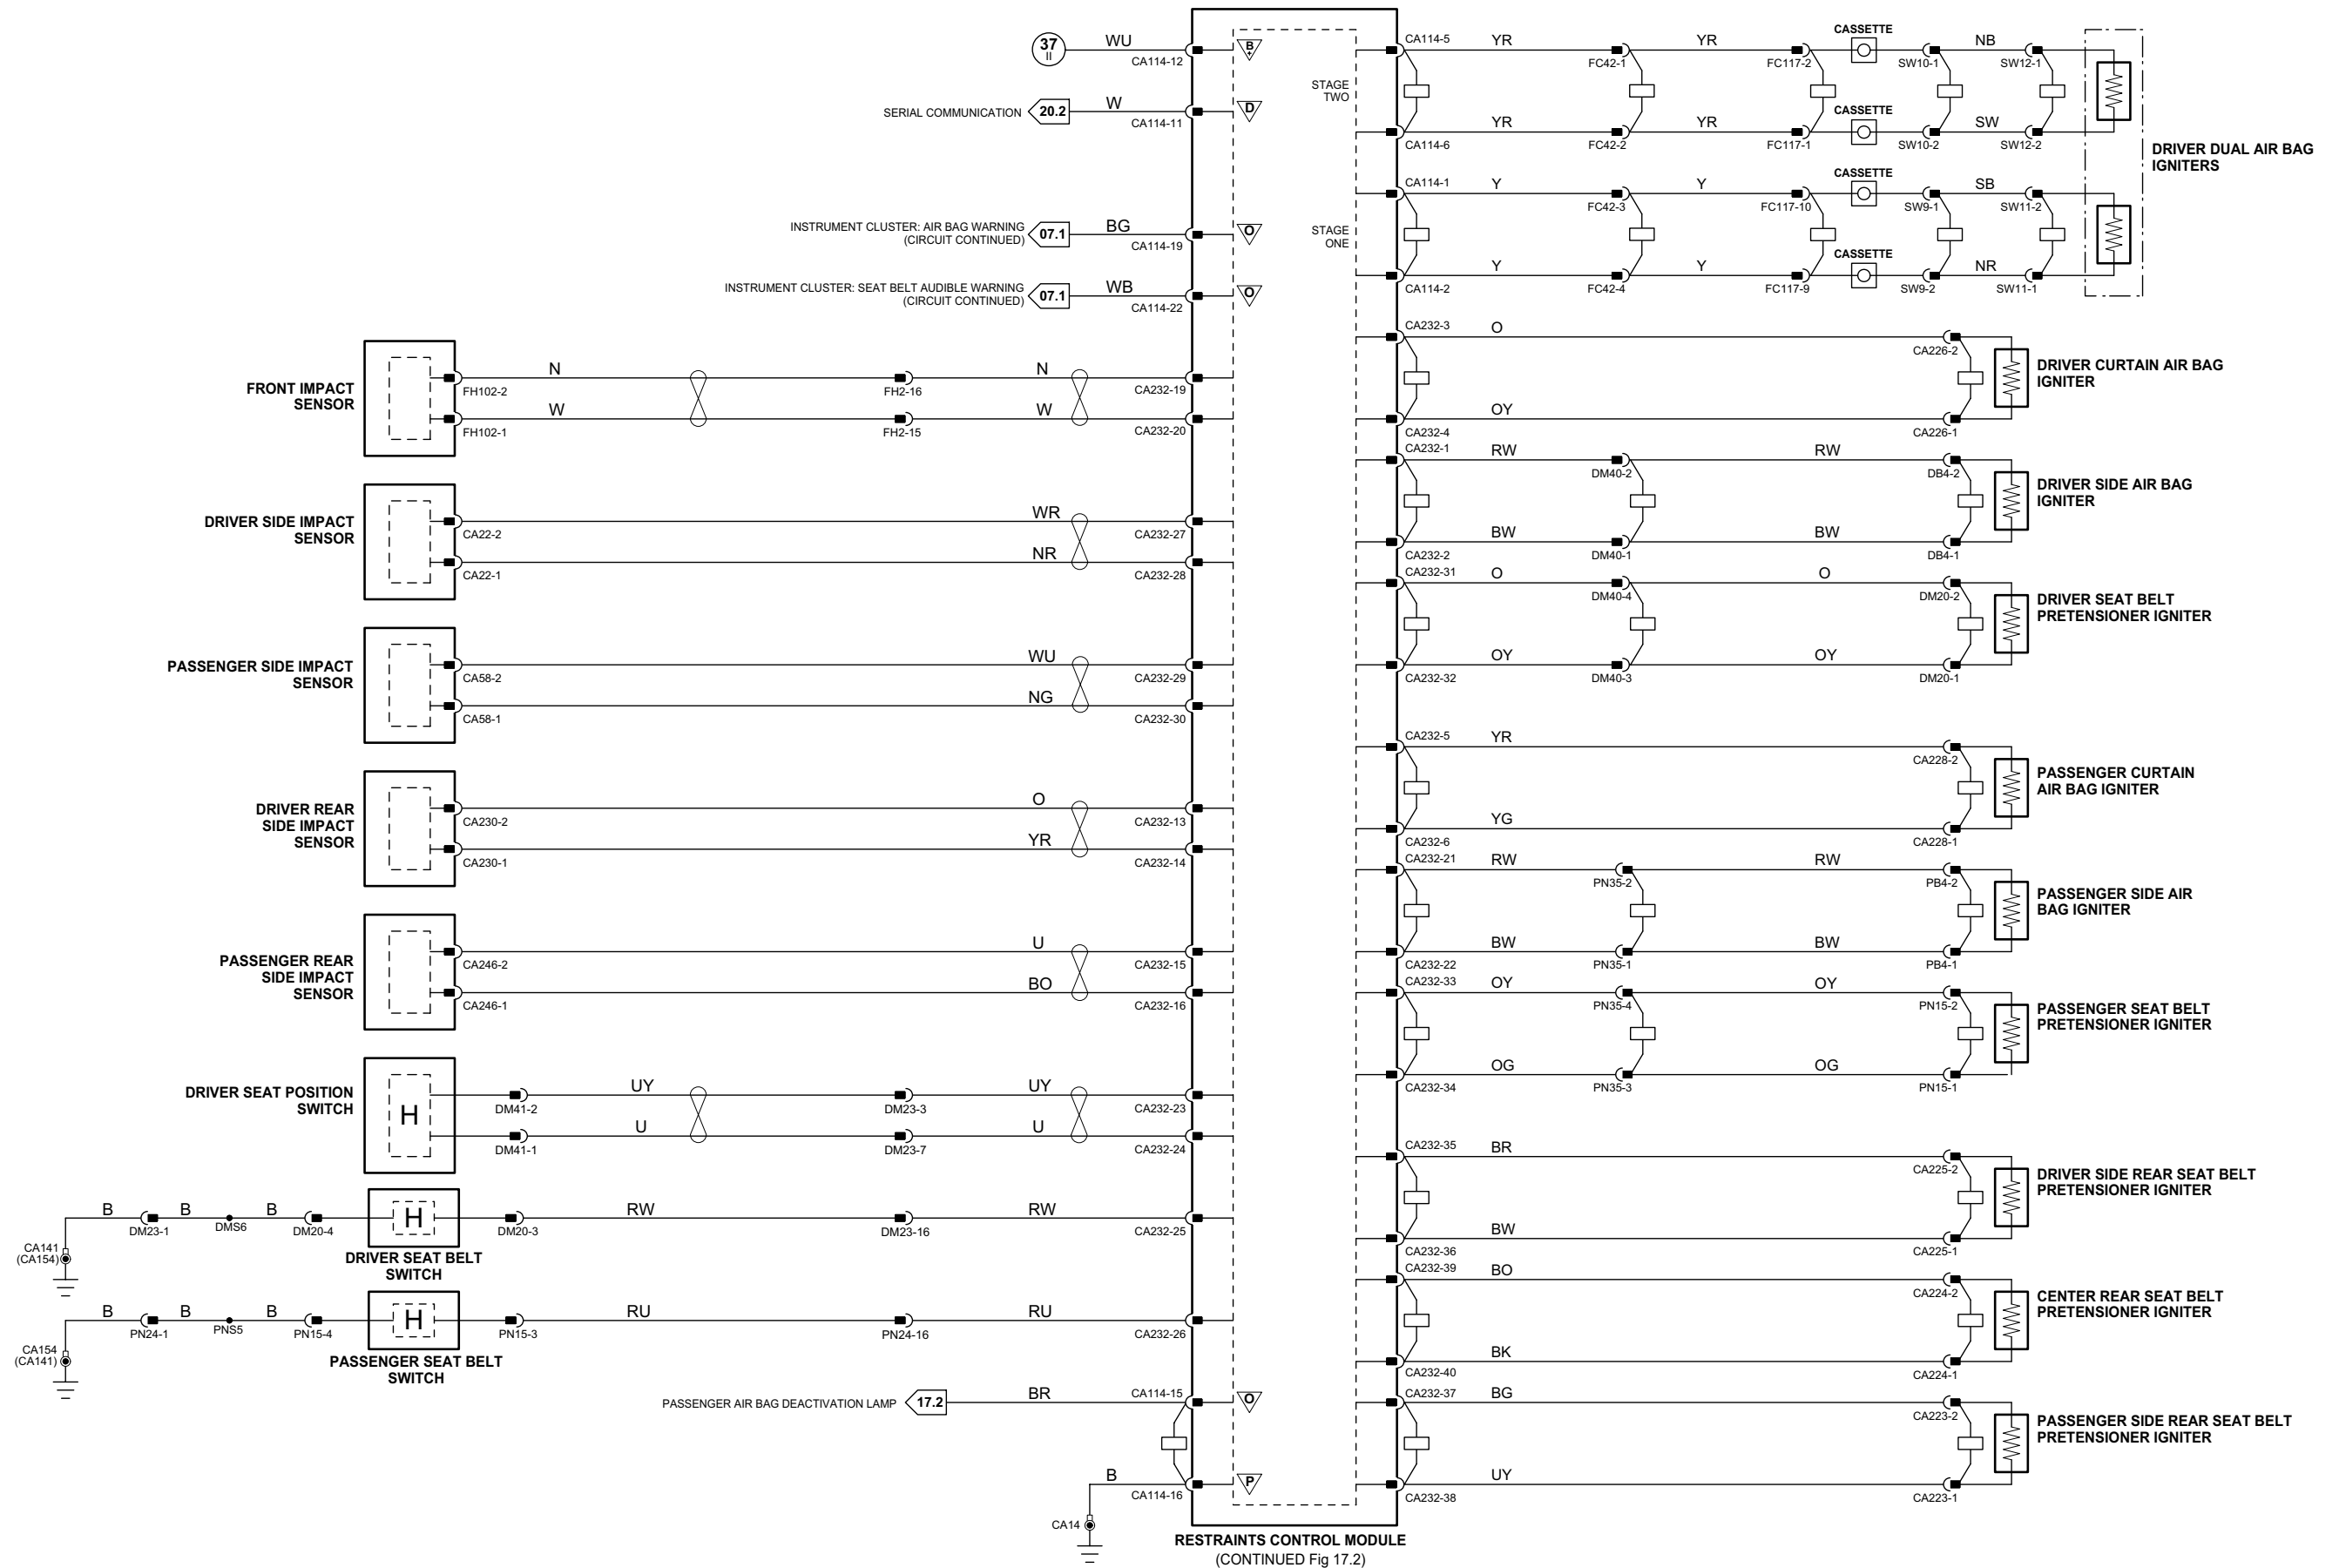 37
II
WU
CA114-12
B
+
SERIAL COMMUNICATION
20.2
W
CA114-11
D
INSTRUMENT CLUSTER: AIR BAG WARNING
(CIRCUIT CONTINUED)
07.1
BG
CA114-19
O
INSTRUMENT CLUSTER: SEAT BELT AUDIBLE WARNING
(CIRCUIT CONTINUED)
07.1
WB
CA114-22
O
FRONT IMPACT
SENSOR
FH102-2
N
FH2-16
N
CA232-19
FH102-1
W
FH2-15
W
CA232-20
DRIVER SIDE IMPACT
SENSOR
CA22-2
WR
CA232-27
CA22-1
NR
CA232-28
PASSENGER SIDE IMPACT
SENSOR
CA58-2
WU
CA232-29
CA58-1
NG
CA232-30
DRIVER REAR
SIDE IMPACT
SENSOR
CA230-2
O
CA232-13
CA230-1
YR
CA232-14
PASSENGER REAR
SIDE IMPACT
SENSOR
CA246-2
U
CA232-15
CA246-1
BO
CA232-16
DRIVER SEAT POSITION
SWITCH
H
DM41-2
UY
DM23-3
UY
CA232-23
DM41-1
U
DM23-7
U
CA232-24
B
DM23-1
B
DMS6
B
DM20-4
H
DM20-3
RW
DM23-16
RW
CA232-25
CA141
(CA154)
DRIVER SEAT BELT
SWITCH
B
PN24-1
B
PNS5
B
PN15-4
H
PN15-3
RU
PN24-16
RU
CA232-26
CA154
(CA141)
PASSENGER SEAT BELT
SWITCH
PASSENGER AIR BAG DEACTIVATION LAMP
17.2
BR
CA114-15
O
B
CA114-16
P
CA14
RESTRAINTS CONTROL MODULE
(CONTINUED Fig 17.2)
STAGE
TWO
CA114-5
YR
FC42-1
YR
FC117-2
CASSETTE
SW10-1
NB
SW12-1
CA114-6
YR
FC42-2
YR
FC117-1
CASSETTE
SW10-2
SW
SW12-2
DRIVER DUAL AIR BAG
IGNITERS
STAGE
ONE
CA114-1
Y
FC42-3
Y
FC117-10
CASSETTE
SW9-1
SB
SW11-2
CA114-2
Y
FC42-4
Y
FC117-9
CASSETTE
SW9-2
NR
SW11-1
CA232-3
O
CA226-2
DRIVER CURTAIN AIR BAG
IGNITER
CA232-4
OY
CA226-1
CA232-1
RW
DM40-2
RW
DB4-2
DRIVER SIDE AIR BAG
IGNITER
CA232-2
BW
DM40-1
BW
DB4-1
CA232-31
O
DM40-4
O
DM20-2
DRIVER SEAT BELT
PRETENSIONER IGNITER
CA232-32
OY
DM40-3
OY
DM20-1
CA232-5
YR
CA228-2
PASSENGER CURTAIN
AIR BAG IGNITER
CA232-6
YG
CA228-1
CA232-21
RW
PN35-2
RW
PB4-2
PASSENGER SIDE AIR
BAG IGNITER
CA232-22
BW
PN35-1
BW
PB4-1
CA232-33
OY
PN35-4
OY
PN15-2
PASSENGER SEAT BELT
PRETENSIONER IGNITER
CA232-34
OG
PN35-3
OG
PN15-1
CA232-35
BR
CA225-2
DRIVER SIDE REAR SEAT BELT
PRETENSIONER IGNITER
CA232-36
BW
CA225-1
CA232-39
BO
CA224-2
CENTER REAR SEAT BELT
PRETENSIONER IGNITER
CA232-40
BK
CA224-1
CA232-37
BG
CA223-2
PASSENGER SIDE REAR SEAT BELT
PRETENSIONER IGNITER
CA232-38
UY
CA223-1